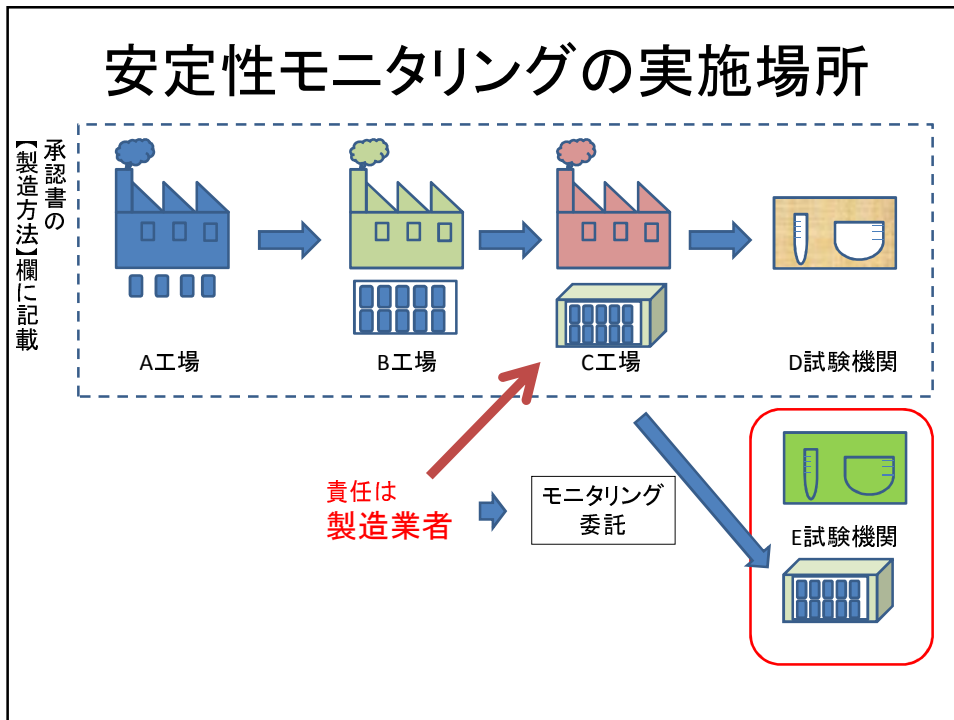 安定性モニタリングの実施場所
承認書の
【製造方法】欄に記載
A工場
B工場
C工場
D試験機関
責任は
製造業者
モニタリング
委託
E試験機関